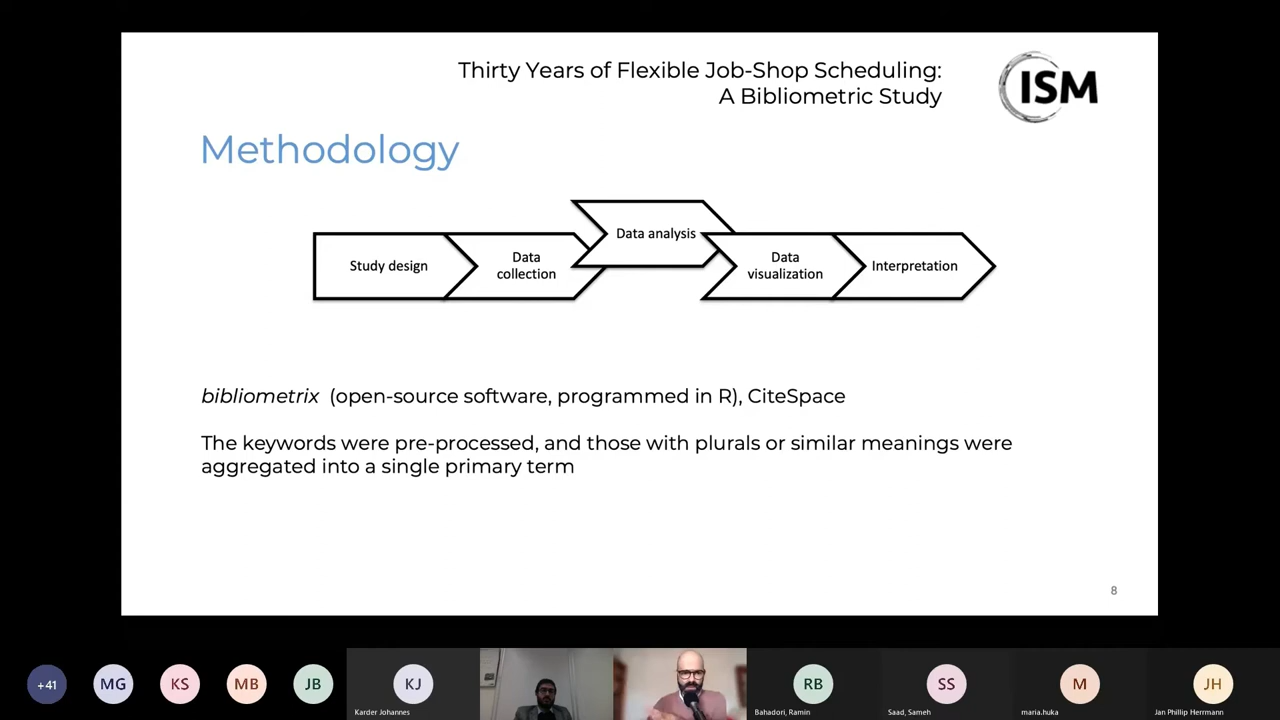 Thirty Years of Flexible Job-Shop Scheduling:
A Bibliometric Study
ISM
Methodology
Study design
Data
collection
Data analysis
Data
visualization
Interpretation
bibliometrix (open-source software, programmed in R), CiteSpace
The keywords were pre-processed, and those with plurals or similar meanings were
aggregated into a single primary term
8
+41
MG
KS
MB
JB
KJ
RB
SS
M
JH
Karder Johannes
Bahadori, Ramin
Saad, Sameh
maria.huka
Jan Phillip Herrmann